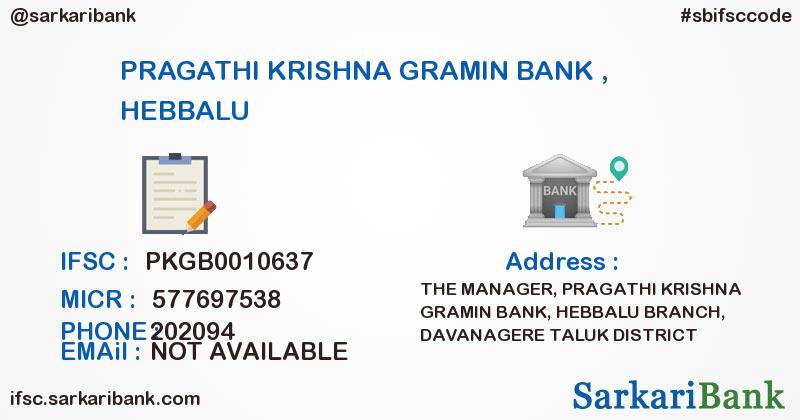 @sarkaribank
#sbifsccode
PRAGATHI KRISHNA GRAMIN BANK ,
HEBBALU
BANK
IFSC : PKGB0010637
MICR : 577697538
PHONE : 202094
EMAil : NOT AVAILABLE
Address :
THE MANAGER, PRAGATHI KRISHNA
GRAMIN BANK, HEBBALU BRANCH,
DAVANAGERE TALUK DISTRICT
ifsc.sarkaribank.com
SarkariBank